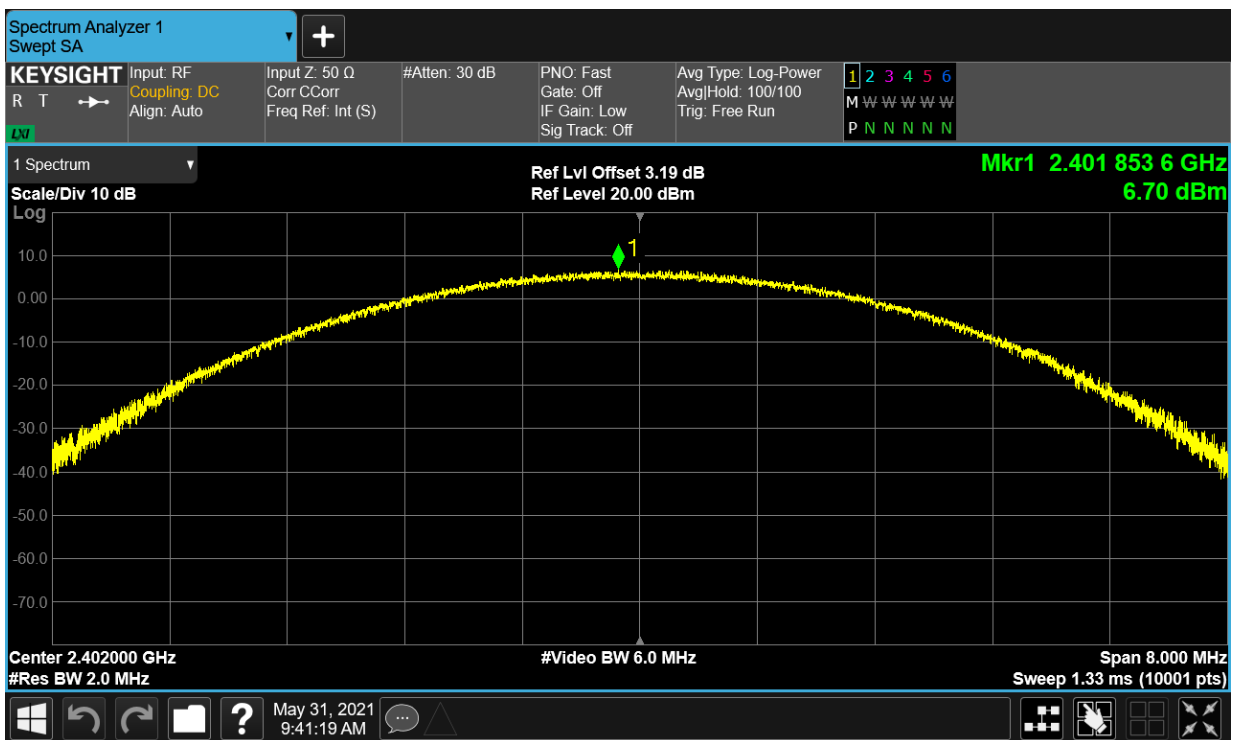 Spectrum Analyzer 1
Swept SA
+
KEYSIGHT
R T
LXI
Input: RF
Coupling: DC
Align: Auto
Input Z: 50 Ω
Corr CCorr
Freq Ref: Int (S)
#Atten: 30 dB
PNO: Fast
Gate: Off
IF Gain: Low
Sig Track: Off
Avg Type: Log-Power
Avg|Hold: 100/100
Trig: Free Run
1 2 3 4 5 6
M W W W W W
P N N N N N
1 Spectrum
Scale/Div 10 dB
Log
Ref Lvl Offset 3.19 dB
Ref Level 20.00 dBm
Mkr1 2.401 853 6 GHz
6.70 dBm
1
10.0
0.00
-10.0
-20.0
-30.0
-40.0
-50.0
-60.0
-70.0
Center 2.402000 GHz
#Res BW 2.0 MHz
#Video BW 6.0 MHz
Span 8.000 MHz
Sweep 1.33 ms (10001 pts)
?
May 31, 2021
9:41:19 AM